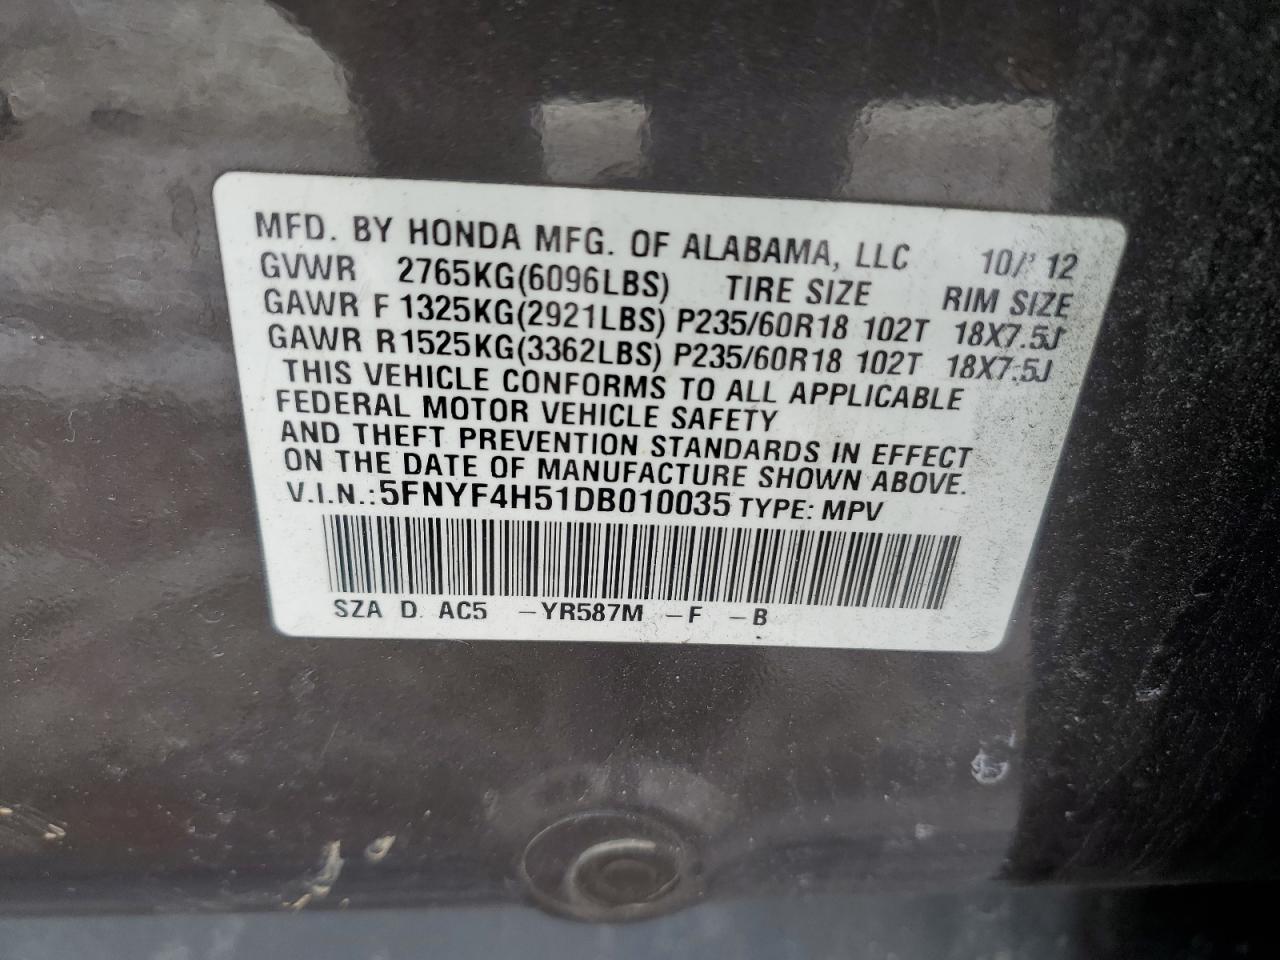 MFD. BY HONDA MFG. OF ALABAMA, LLC 10/'12
GVWR 2765KG(6096LBS) TIRE SIZE RIM SIZE
GAWR F 1325KG(2921LBS) P235/60R18 102T 18X7.5J
GAWR R 1525KG(3362LBS) P235/60R18 102T 18X7.5J
THIS VEHICLE CONFORMS TO ALL APPLICABLE
FEDERAL MOTOR VEHICLE SAFETY
AND THEFT PREVENTION STANDARDS IN EFFECT
ON THE DATE OF MANUFACTURE SHOWN ABOVE.
V.I.N.: 5FNYF4H51DB010035 TYPE: MPV
SZA D. AC5 -YR587M -F -B